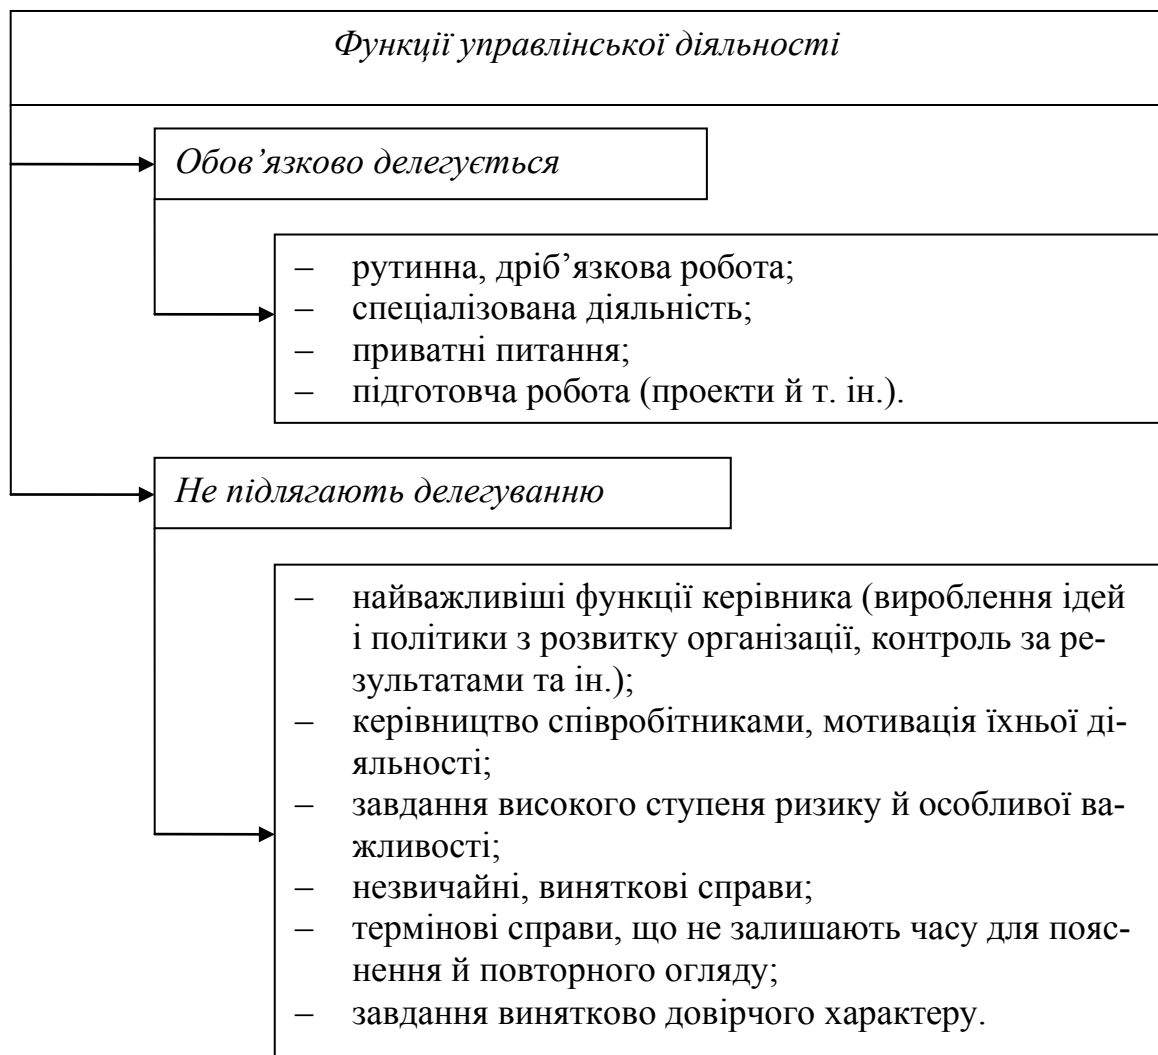 Функції управлінської діяльності
Обов’язково делегується
– рутинна, дріб’язкова робота;
– спеціалізована діяльність;
– приватні питання;
– підготовча робота (проекти й т. ін.).
Не підлягають делегуванню
– найважливіші функції керівника (вироблення ідей
і політики з розвитку організації, контроль за ре-
зультатами та ін.);
– керівництво співробітниками, мотивація їхньої ді-
яльності;
– завдання високого ступеня ризику й особливої ва-
жливості;
– незвичайні, виняткові справи;
– термінові справи, що не залишають часу для пояс-
нення й повторного огляду;
– завдання винятково довірчого характеру.